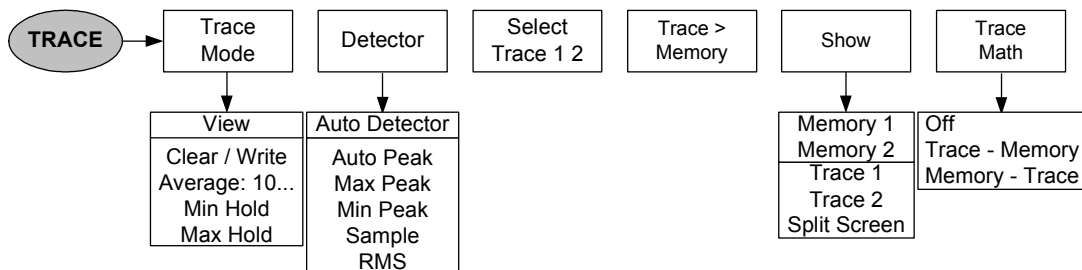 TRACE
Trace
Mode
Detector
Select
Trace 1 2
Trace >
Memory
Show
Trace
Math
View
Clear / Write
Average: 10...
Min Hold
Max Hold
Auto Detector
Auto Peak
Max Peak
Min Peak
Sample
RMS
Memory 1
Memory 2
Trace 1
Trace 2
Split Screen
Off
Trace - Memory
Memory - Trace